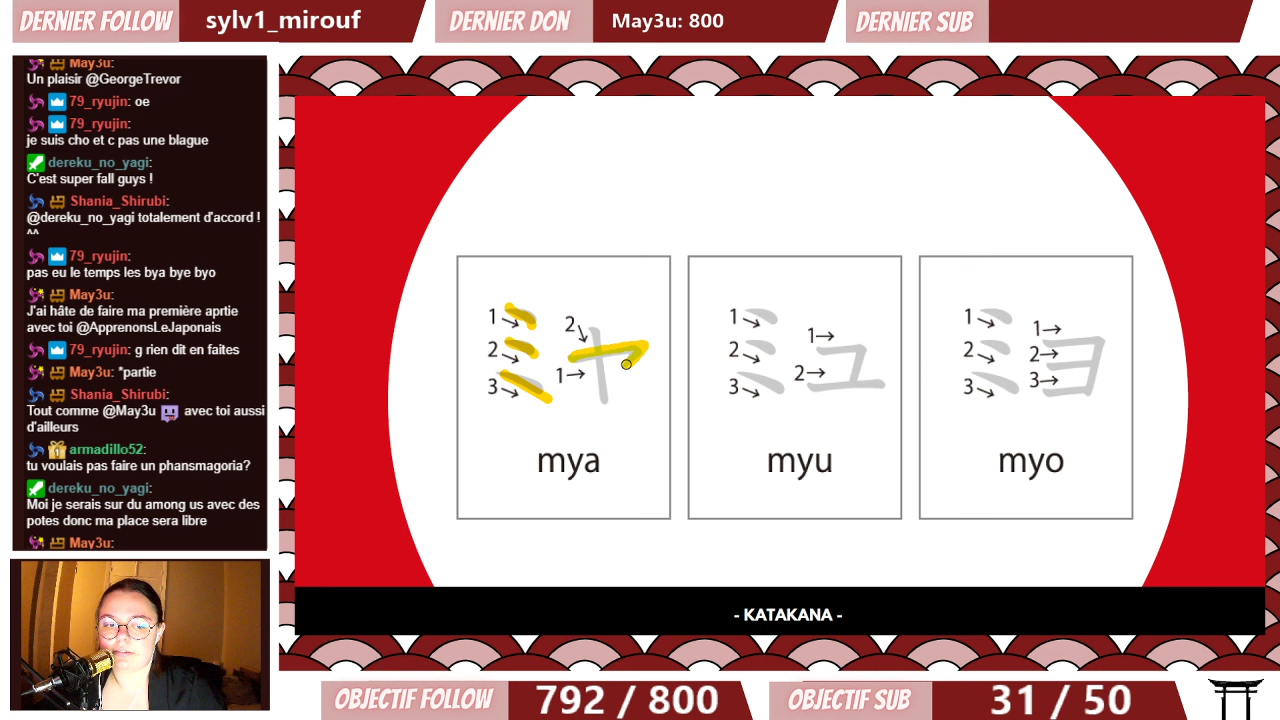 DERNIER FOLLOW sylv1_mirouf DERNIER DON May3u: 800 DERNIER SUB
May3u:
Un plaisir @GeorgeTrevor
79_ryujin: oe
79_ryujin:
je suis cho et c pas une blague
dereku_no_yagi:
C'est super fall guys !
Shania_Shirubi:
@dereku_no_yagi totalement d'accord !
^^
79_ryujin:
pas eu le temps les bya bye byo
May3u:
J'ai hâte de faire ma première aprtie
avec toi @ApprenonsLeJaponais
79_ryujin: g rien dit en faites
May3u: *partie
Shania_Shirubi:
Tout comme @May3u avec toi aussi
d'ailleurs
armadillo52:
tu voulais pas faire un phansmagoria?
dereku_no_yagi:
Moi je serais sur du among us avec des
potes donc ma place sera libre
May3u:
1→ 2→ 3→ ミ 2↘ 1→ ヤ
mya
1→ 2→ 3→ ミ 1→ 2→ ユ
myu
1→ 2→ 3→ ミ 1→ 2→ 3→ ヨ
myo
- KATAKANA -
OBJECTIF FOLLOW 792 / 800 OBJECTIF SUB 31 / 50